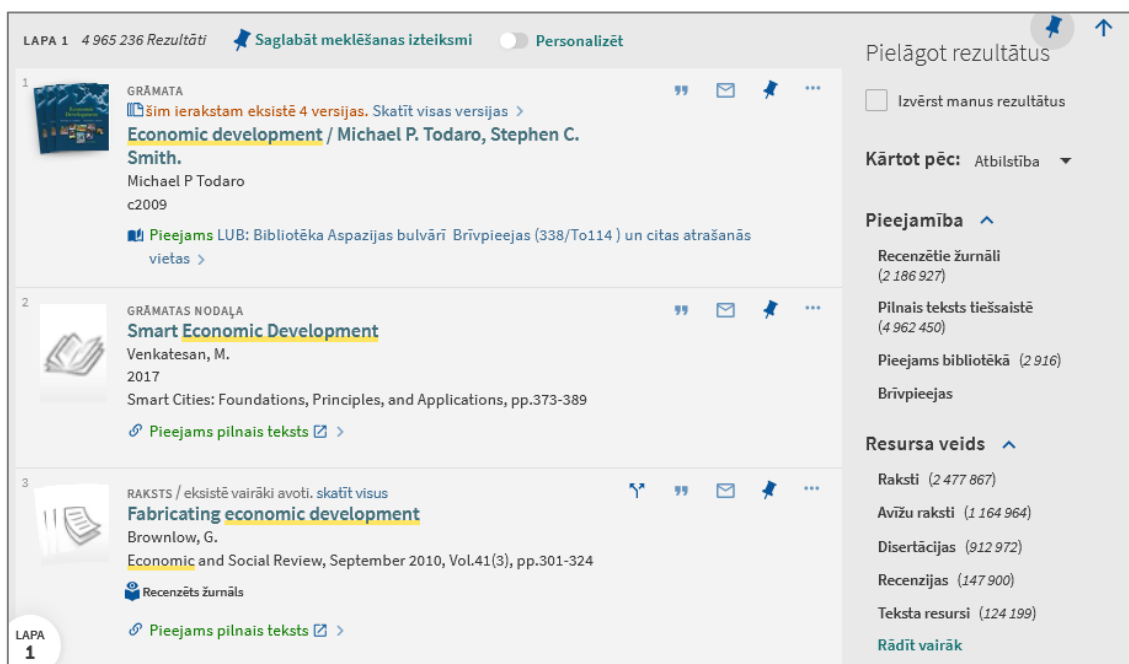 LAPA 1 4 965 236 Rezultāti Saglabāt meklēšanas izteiksmi Personalizēt
1
GRĀMATA
šim ierakstam eksistē 4 versijas. Skatīt visas versijas >
Economic development / Michael P. Todaro, Stephen C.
Smith.
Michael P Todaro
c2009
Pieejams LUB: Bibliotēka Aspazijas bulvārī Brīvpieejas (338/To114 ) un citas atrašanās
vietas >
2
GRĀMATAS NODAĻA
Smart Economic Development
Venkatesan, M.
2017
Smart Cities: Foundations, Principles, and Applications, pp.373-389
Pieejams pilnais teksts >
3
RAKSTS / eksistē vairāki avoti. skatīt visus
Fabricating economic development
Brownlow, G.
Economic and Social Review, September 2010, Vol.41(3), pp.301-324
Recenzēts žurnāls
Pieejams pilnais teksts >
LAPA
1
Pielāgot rezultātus
Izvērst manus rezultātus
Kārtot pēc: Atbilstība
Pieejamība
Recenzētie žurnāli
(2 186 927)
Pilnais teksts tiešsaistē
(4 962 450)
Pieejams bibliotēkā (2 916)
Brīvpieejas
Resursa veids
Raksti (2 477 867)
Avīžu raksti (1 164 964)
Disertācijas (912 972)
Recenzijas (147 900)
Teksta resursi (124 199)
Rādīt vairāk